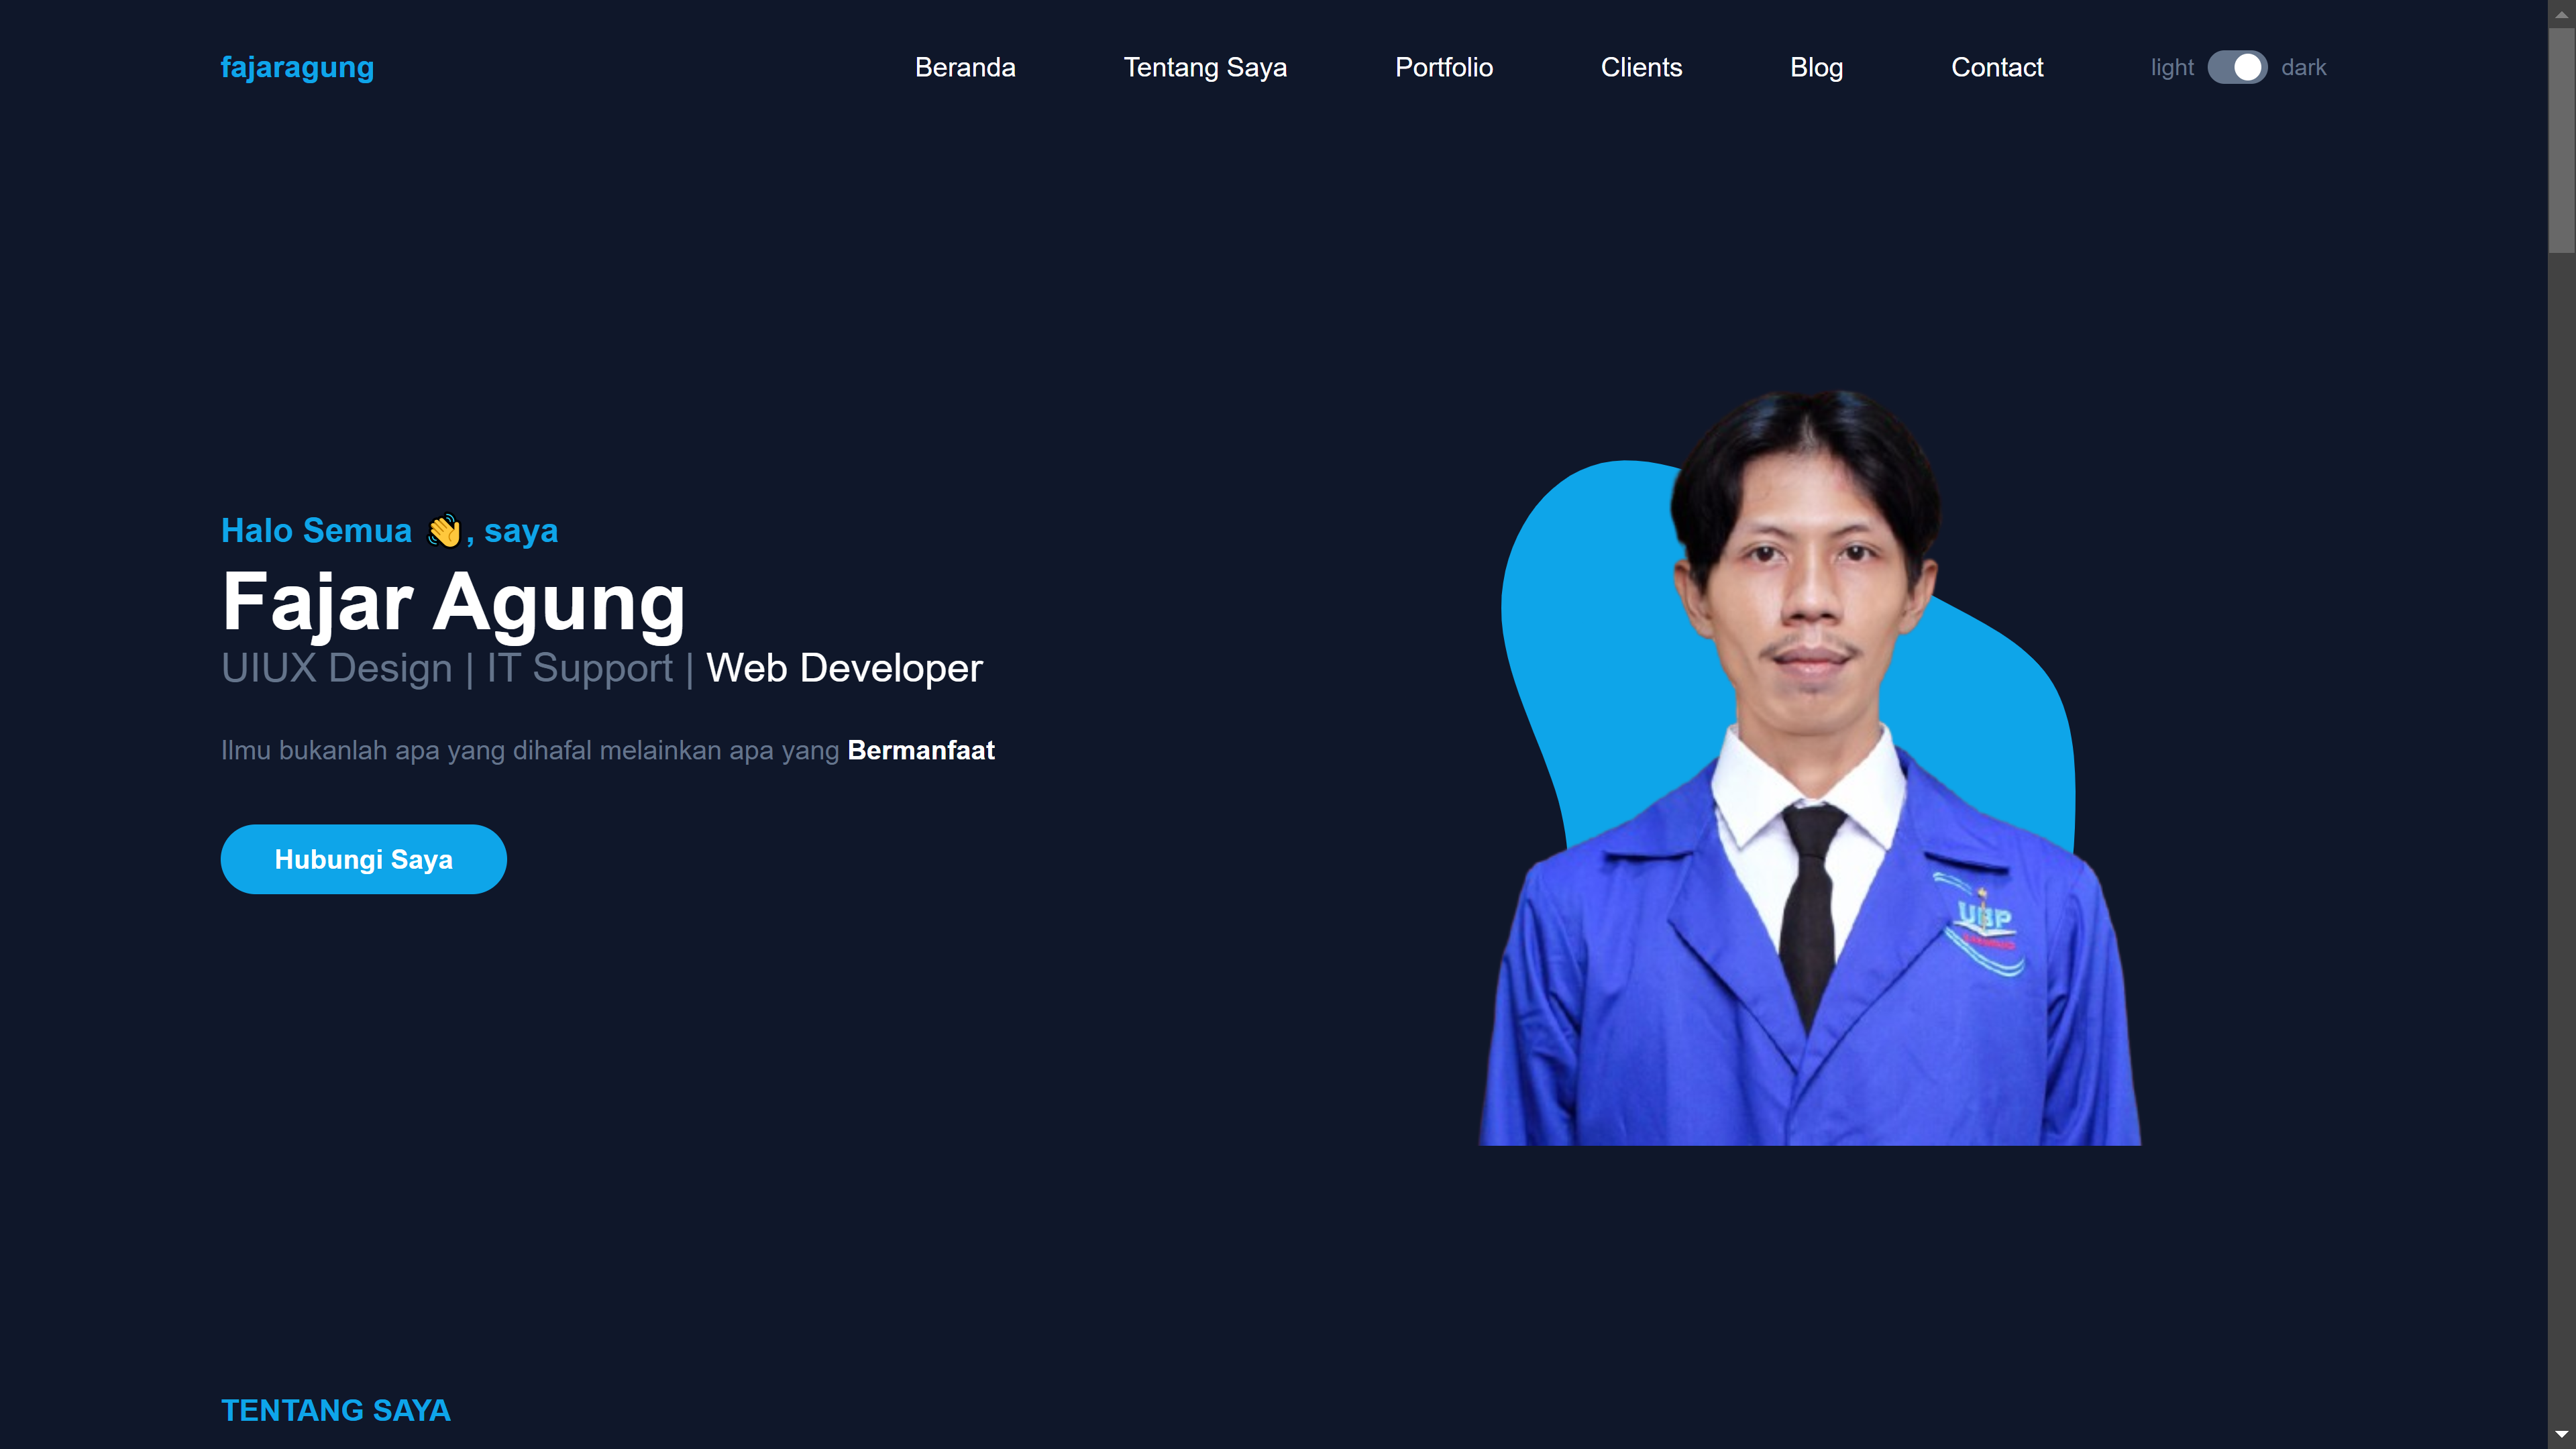 fajaragung
Beranda
Tentang Saya
Portfolio
Clients
Blog
Contact
light
dark
Halo Semua 👋, saya
Fajar Agung
UIUX Design | IT Support | Web Developer
Ilmu bukanlah apa yang dihafal melainkan apa yang Bermanfaat
Hubungi Saya
UBP
TENTANG SAYA